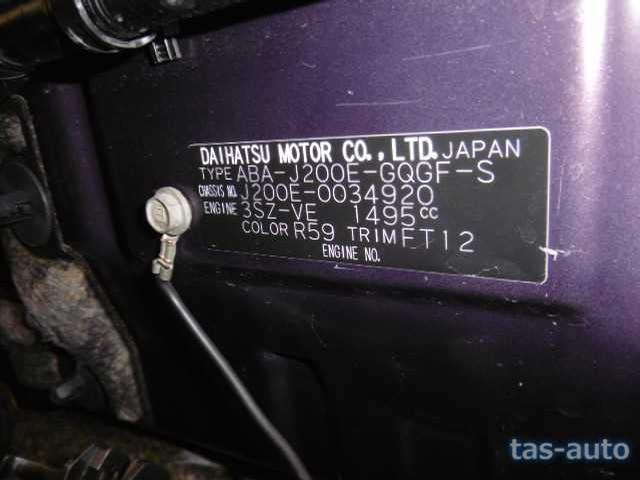 DAIHATSU MOTOR CO.,LTD. JAPAN
TYPE ABA-J200E-GQGF-S
CHASSIS NO. J200E-0034920
ENGINE 3SZ-VE 1495cc
COLOR R59 TRIM FT12
ENGINE NO.
tas-auto